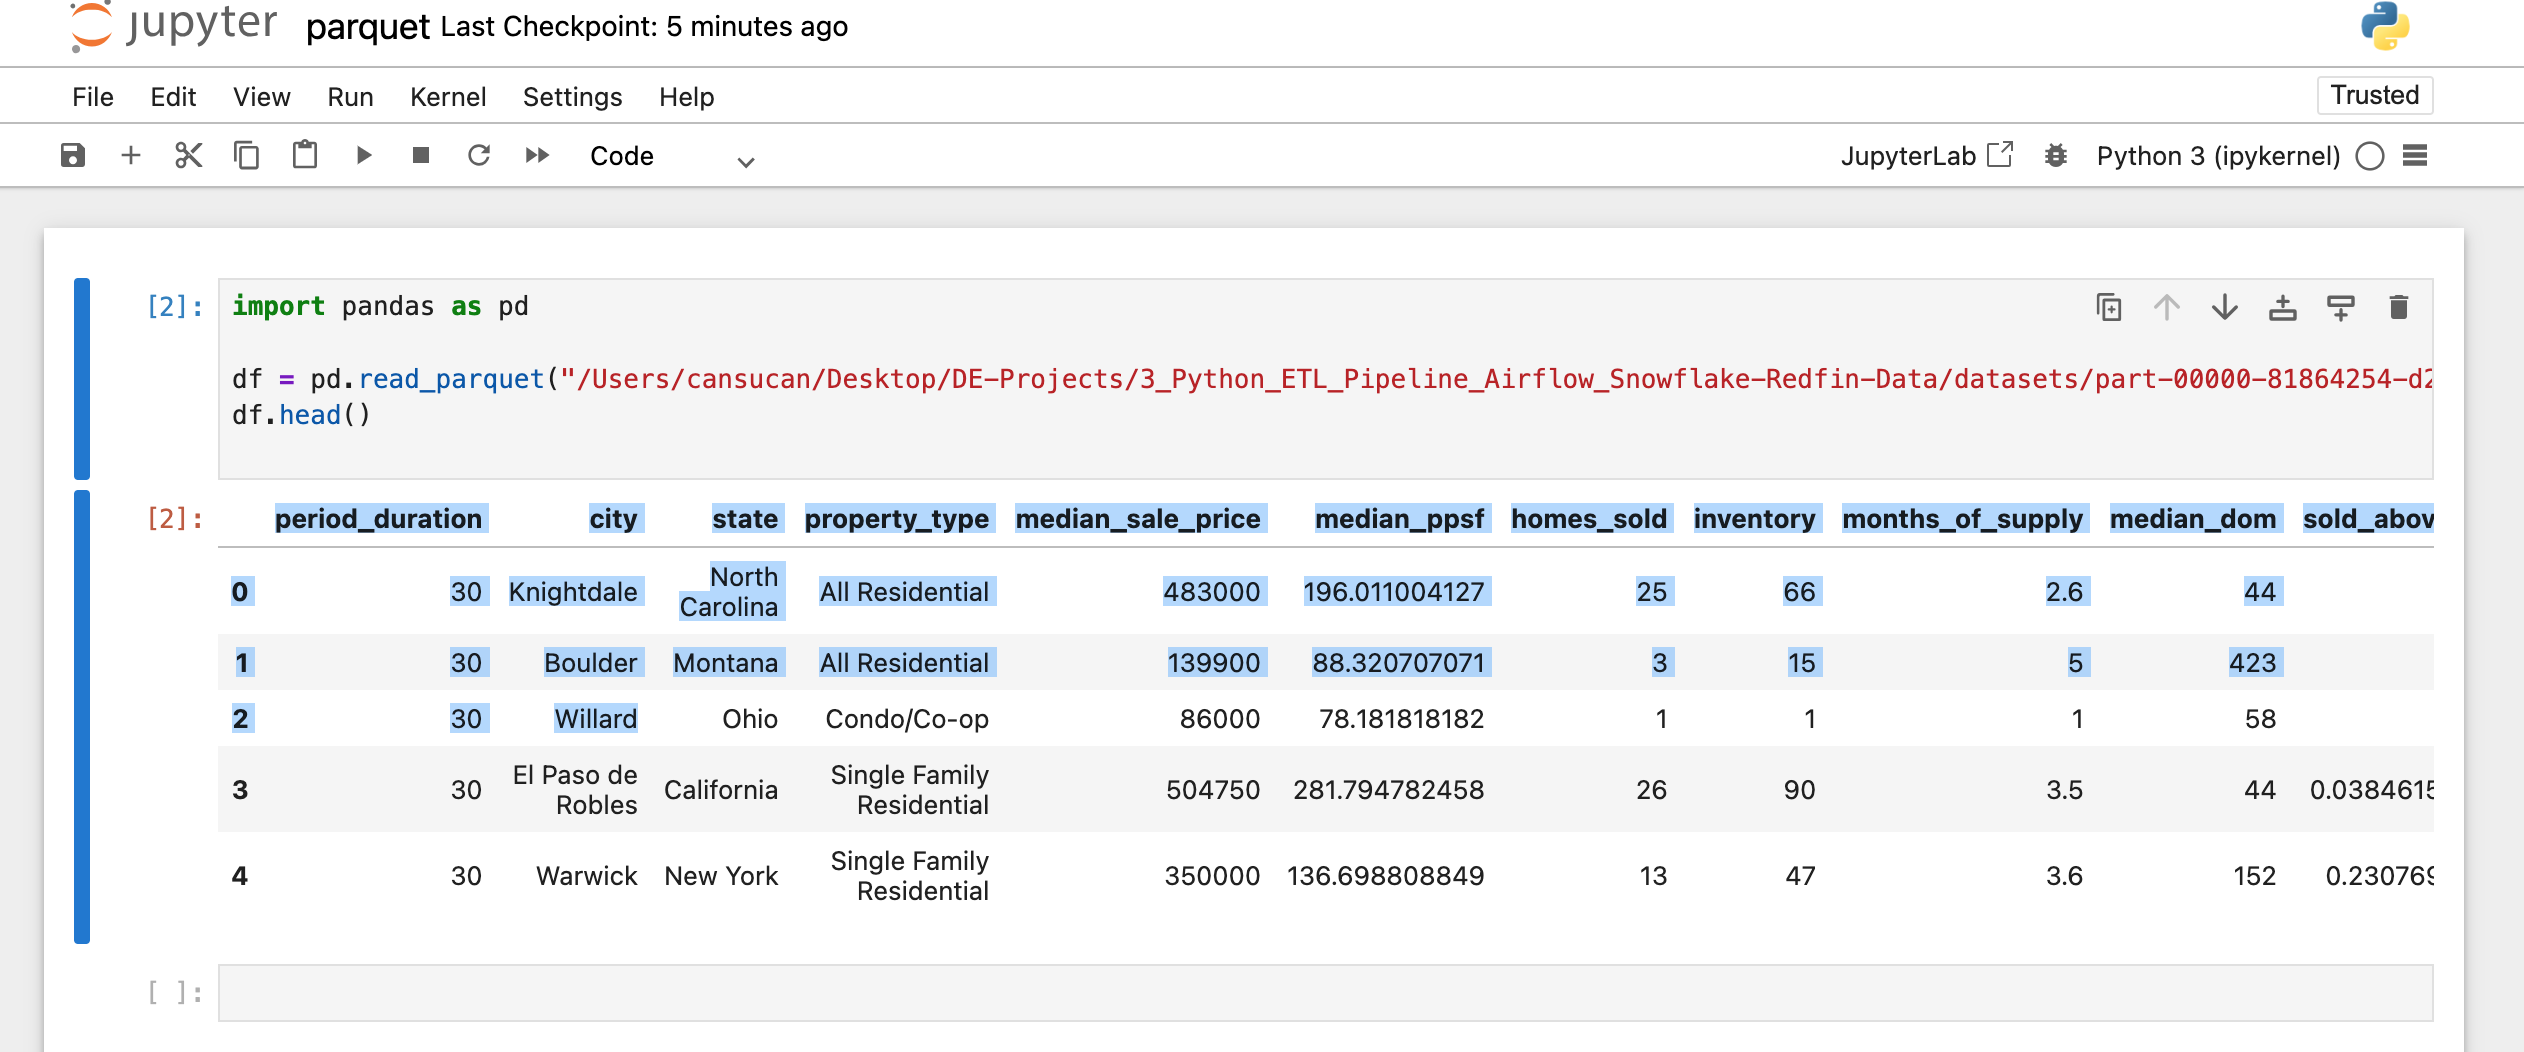 jupyter parquet Last Checkpoint: 5 minutes ago
File Edit View Run Kernel Settings Help Trusted
Code JupyterLab Python 3 (ipykernel)
[2]: import pandas as pd
df = pd.read_parquet("/Users/cansucan/Desktop/DE-Projects/3_Python_ETL_Pipeline_Airflow_Snowflake-Redfin-Data/datasets/part-00000-81864254-d2
df.head()
[2]: period_duration city state property_type median_sale_price median_ppsf homes_sold inventory months_of_supply median_dom sold_abov
0 30 Knightdale North Carolina All Residential 483000 196.011004127 25 66 2.6 44
1 30 Boulder Montana All Residential 139900 88.320707071 3 15 5 423
2 30 Willard Ohio Condo/Co-op 86000 78.181818182 1 1 1 58
3 30 El Paso de Robles California Single Family Residential 504750 281.794782458 26 90 3.5 44 0.0384615
4 30 Warwick New York Single Family Residential 350000 136.698808849 13 47 3.6 152 0.230769
[ ]: